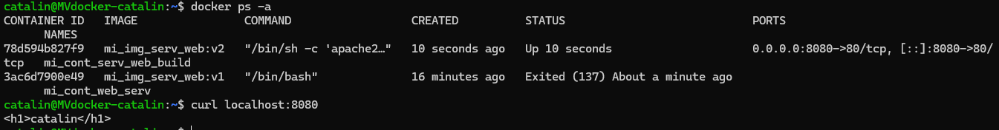 catalin@MVdocker-catalin:~$ docker ps -a
CONTAINER ID   IMAGE                COMMAND                  CREATED          STATUS                            PORTS
      NAMES
78d594b827f9   mi_img_serv_web:v2   "/bin/sh -c 'apache2…"   10 seconds ago   Up 10 seconds                     0.0.0.0:8080->80/tcp, [::]:8080->80/
tcp   mi_cont_serv_web_build
3ac6d7900e49   mi_img_serv_web:v1   "/bin/bash"              16 minutes ago   Exited (137) About a minute ago
      mi_cont_web_serv
catalin@MVdocker-catalin:~$ curl localhost:8080
<h1>catalin</h1>
catalin@MVdocker-catalin:~$